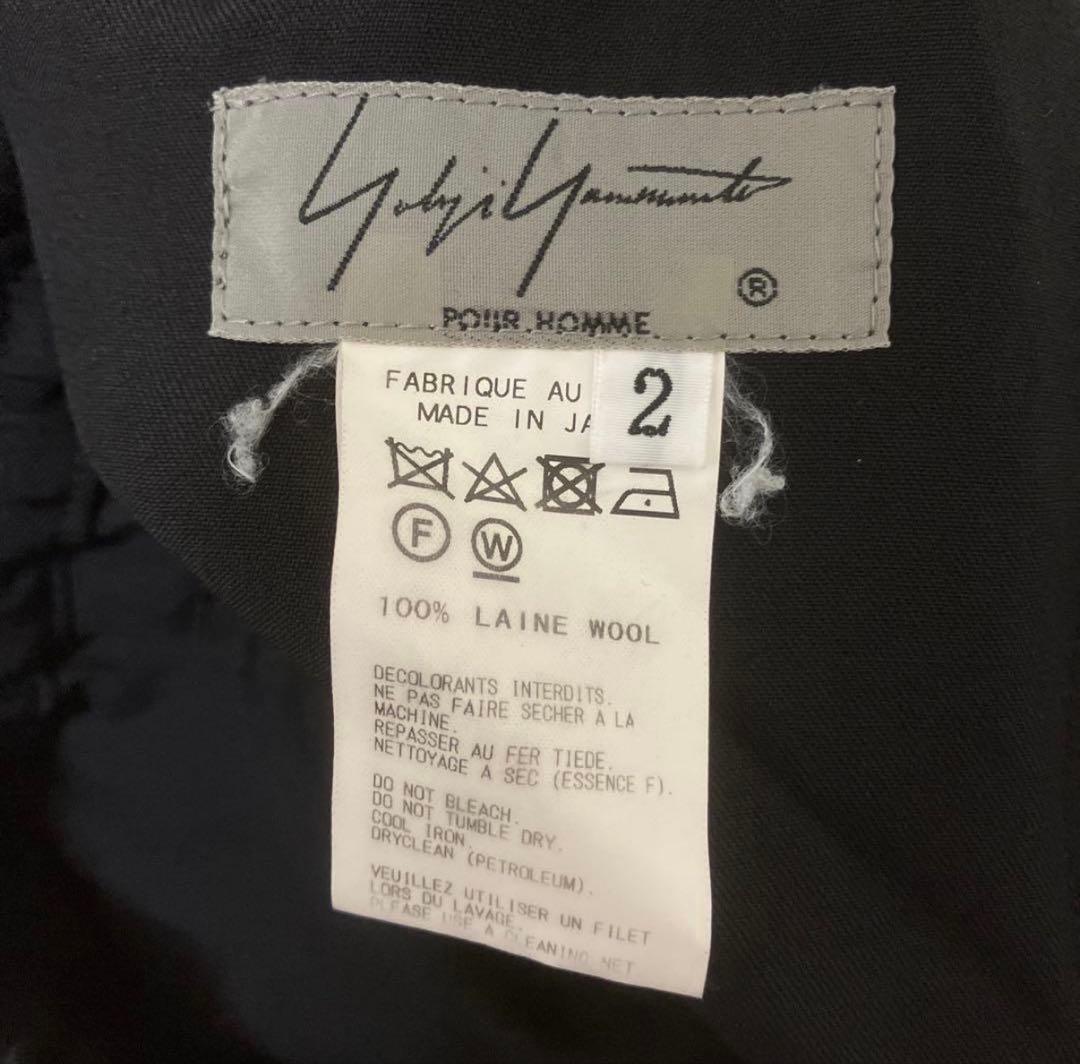 Yohji Yamamoto
®
POUR HOMME
2
FABRIQUE AU
MADE IN JA
F W
100% LAINE WOOL
DECOLORANTS INTERDITS.
NE PAS FAIRE SECHER A LA
MACHINE.
REPASSER AU FER TIEDE.
NETTOYAGE A SEC (ESSENCE F).
DO NOT BLEACH.
DO NOT TUMBLE DRY.
COOL IRON.
DRYCLEAN (PETROLEUM).
VEUILLEZ UTILISER UN FILET
LORS DU LAVAGE.
PLEASE USE A CLEANING NET